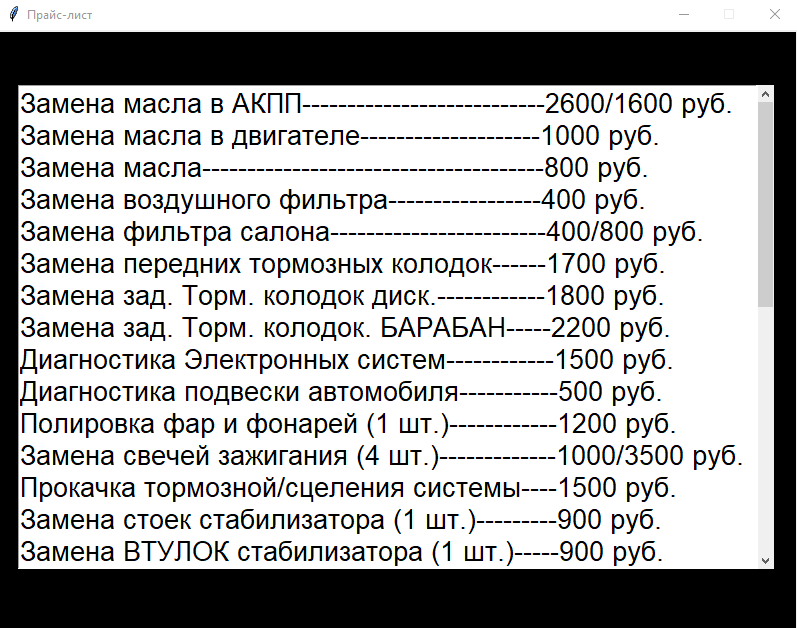 Прайс-лист
Замена масла в АКПП---------------------------2600/1600 руб.
Замена масла в двигателе--------------------1000 руб.
Замена масла--------------------------------------800 руб.
Замена воздушного фильтра-----------------400 руб.
Замена фильтра салона------------------------400/800 руб.
Замена передних тормозных колодок------1700 руб.
Замена зад. Торм. колодок диск.------------1800 руб.
Замена зад. Торм. колодок. БАРАБАН-----2200 руб.
Диагностика Электронных систем------------1500 руб.
Диагностика подвески автомобиля-----------500 руб.
Полировка фар и фонарей (1 шт.)------------1200 руб.
Замена свечей зажигания (4 шт.)-------------1000/3500 руб.
Прокачка тормозной/сцеления системы----1500 руб.
Замена стоек стабилизатора (1 шт.)---------900 руб.
Замена ВТУЛОК стабилизатора (1 шт.)-----900 руб.